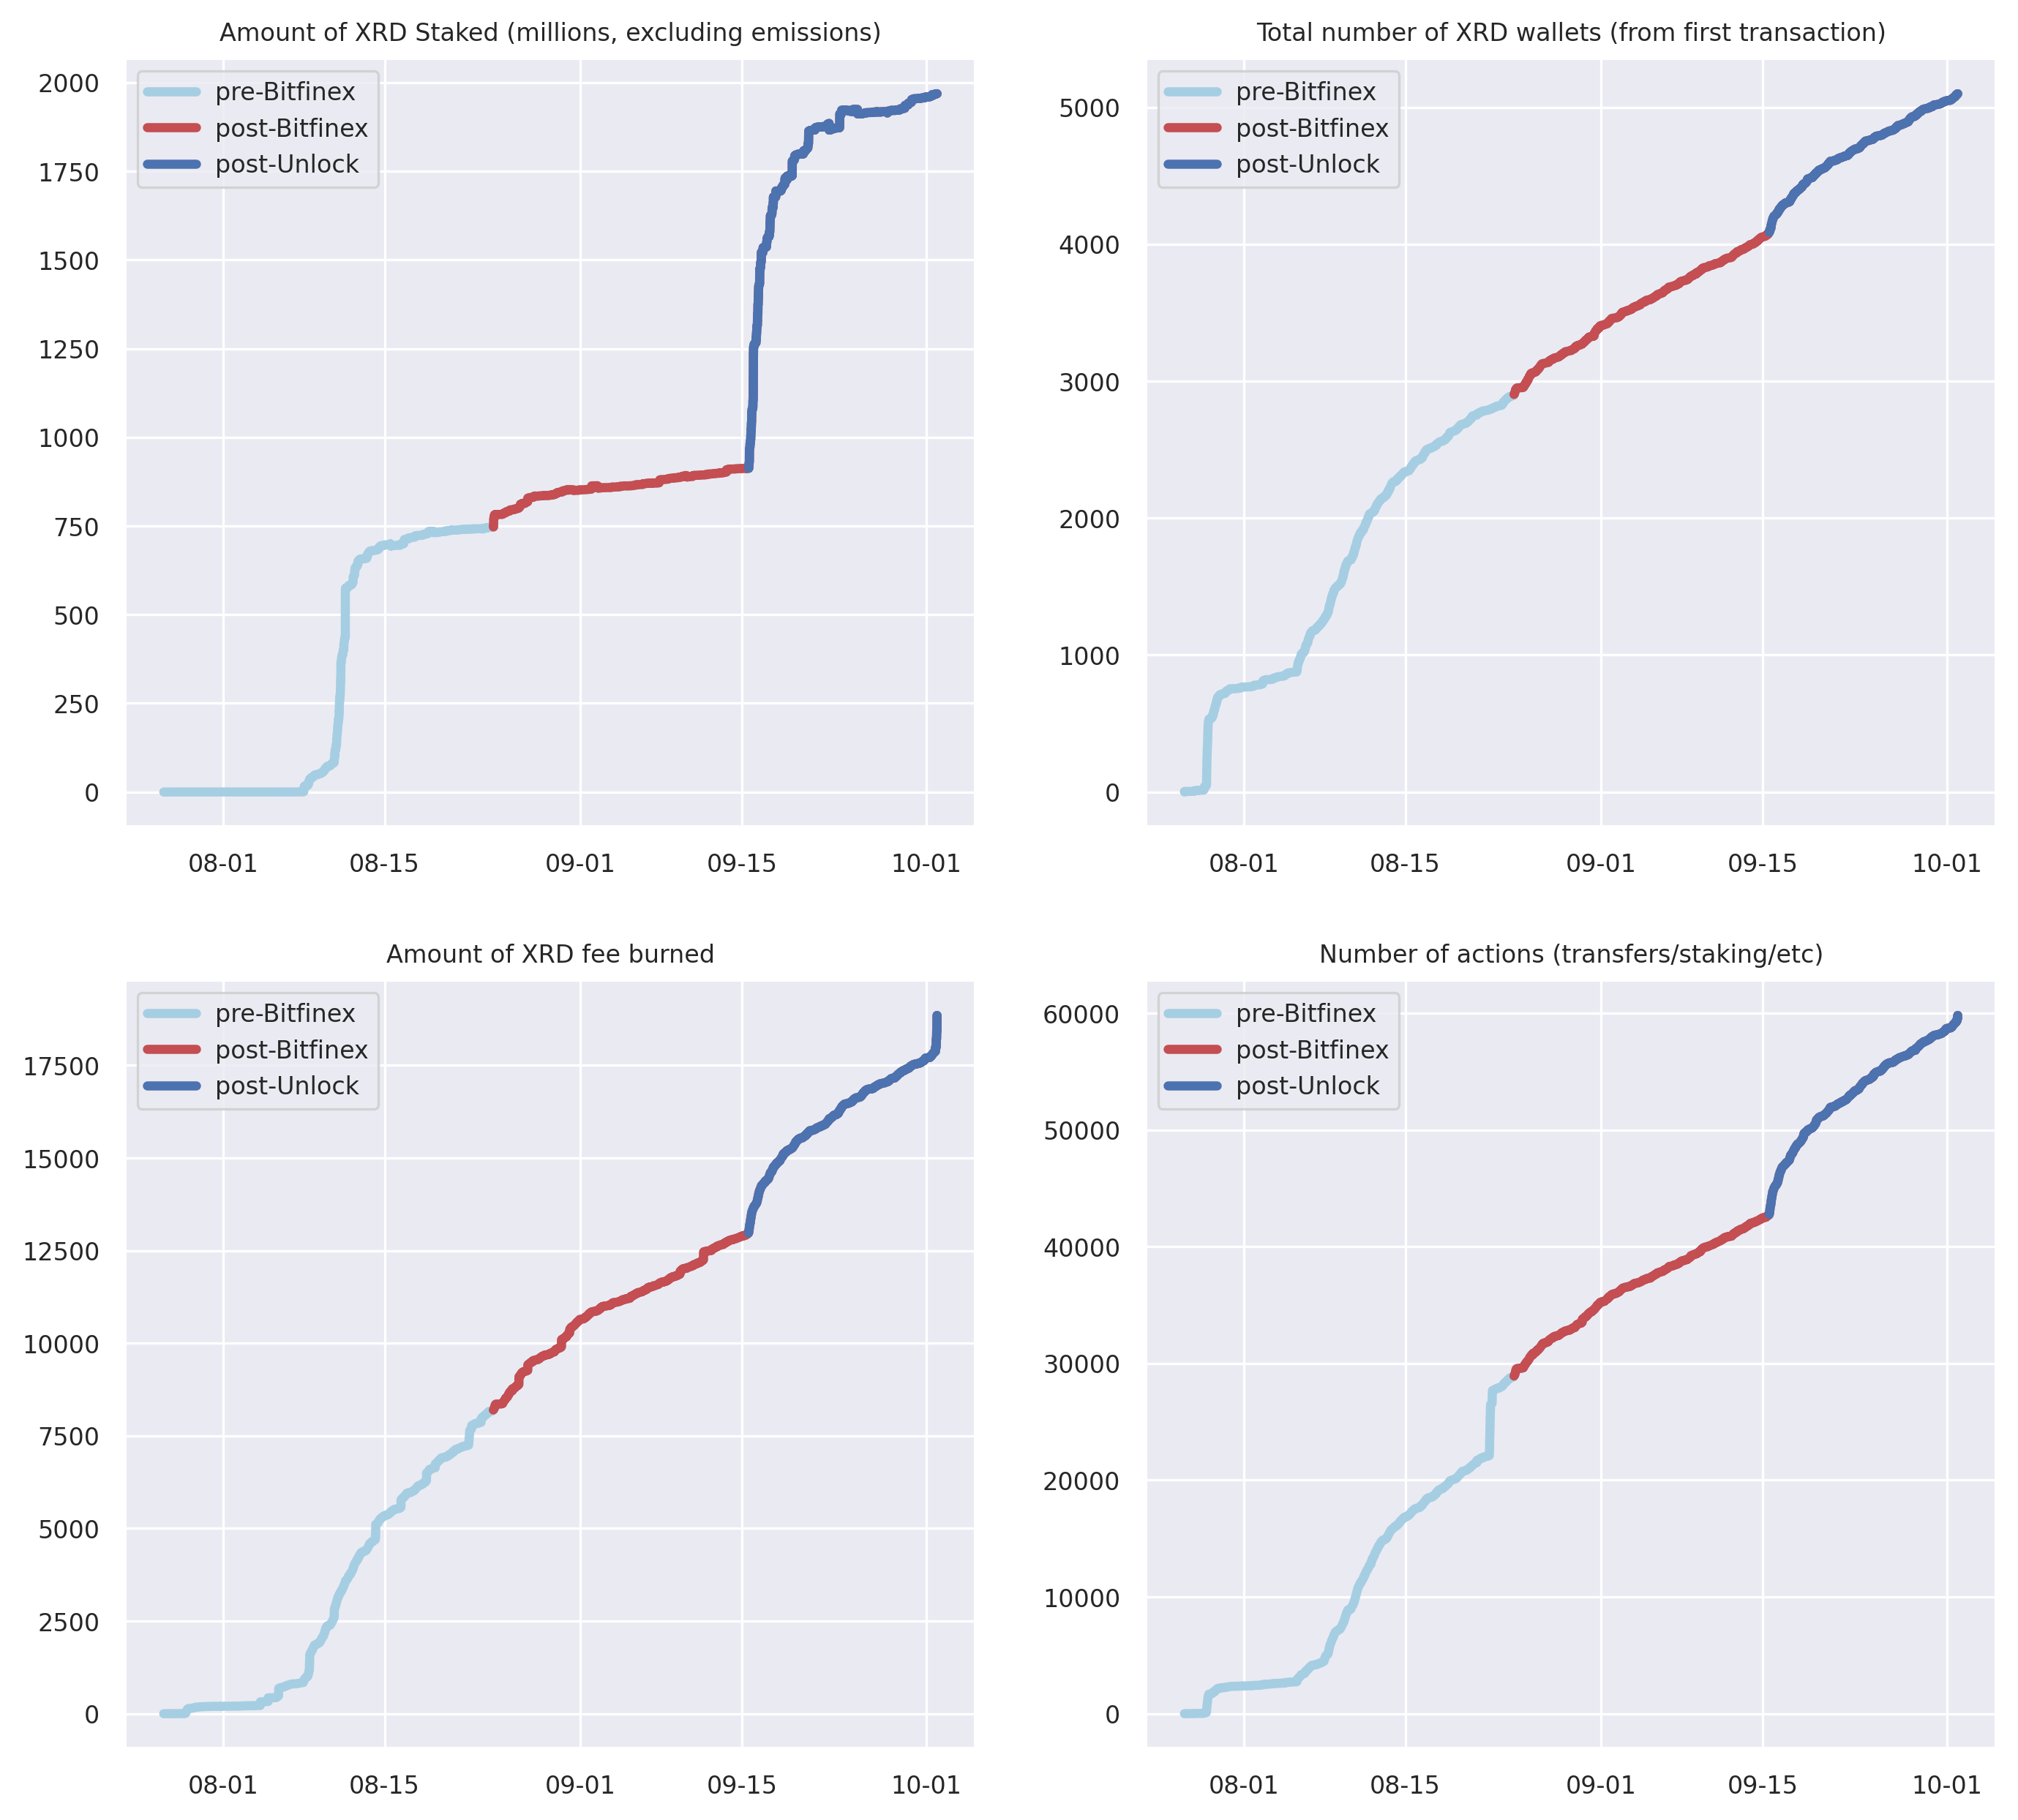 Amount of XRD Staked (millions, excluding emissions)
pre-Bitfinex
post-Bitfinex
post-Unlock
2000
1750
1500
1250
1000
750
500
250
0
08-01 08-15 09-01 09-15 10-01
Total number of XRD wallets (from first transaction)
pre-Bitfinex
post-Bitfinex
post-Unlock
5000
4000
3000
2000
1000
0
08-01 08-15 09-01 09-15 10-01
Amount of XRD fee burned
pre-Bitfinex
post-Bitfinex
post-Unlock
17500
15000
12500
10000
7500
5000
2500
0
08-01 08-15 09-01 09-15 10-01
Number of actions (transfers/staking/etc)
pre-Bitfinex
post-Bitfinex
post-Unlock
60000
50000
40000
30000
20000
10000
0
08-01 08-15 09-01 09-15 10-01